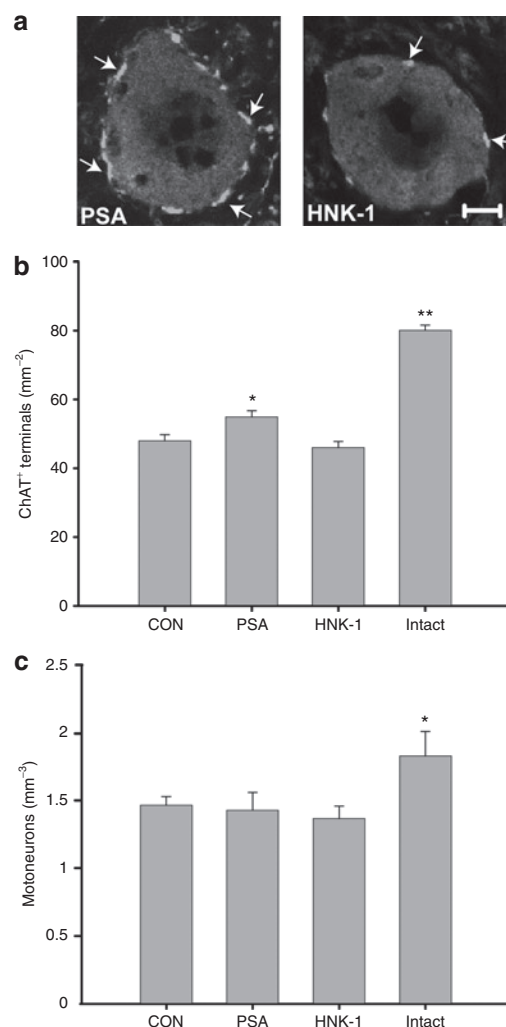 a
PSA
HNK-1
b
100
80
60
40
20
0
ChAT⁺ terminals (mm⁻²)
*
**
CON PSA HNK-1 Intact
c
2.5
2
1.5
1
0.5
0
Motoneurons (mm⁻³)
*
CON PSA HNK-1 Intact